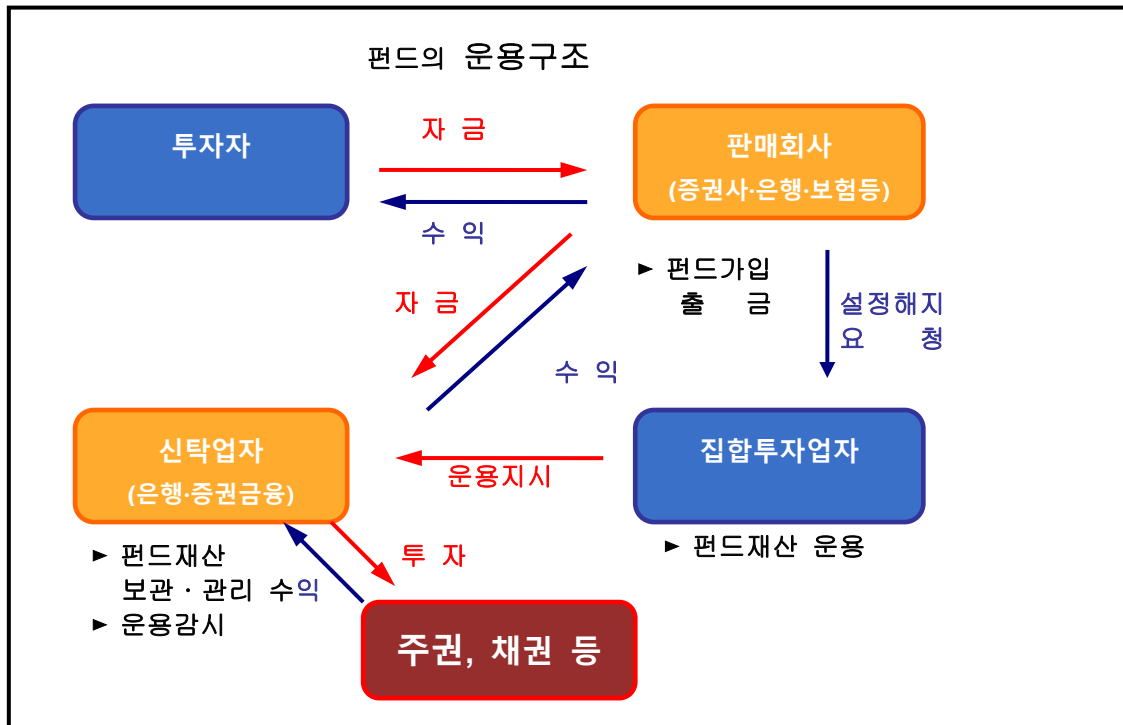 펀드의 운용구조
투자자
자 금
수 익
판매회사
(증권사·은행·보험등)
► 펀드가입
출 금
설정해지
요 청
자 금
수 익
신탁업자
(은행·증권금융)
운용지시
집합투자업자
► 펀드재산 운용
► 펀드재산
보관 · 관리 수익
► 운용감시
투 자
주권, 채권 등